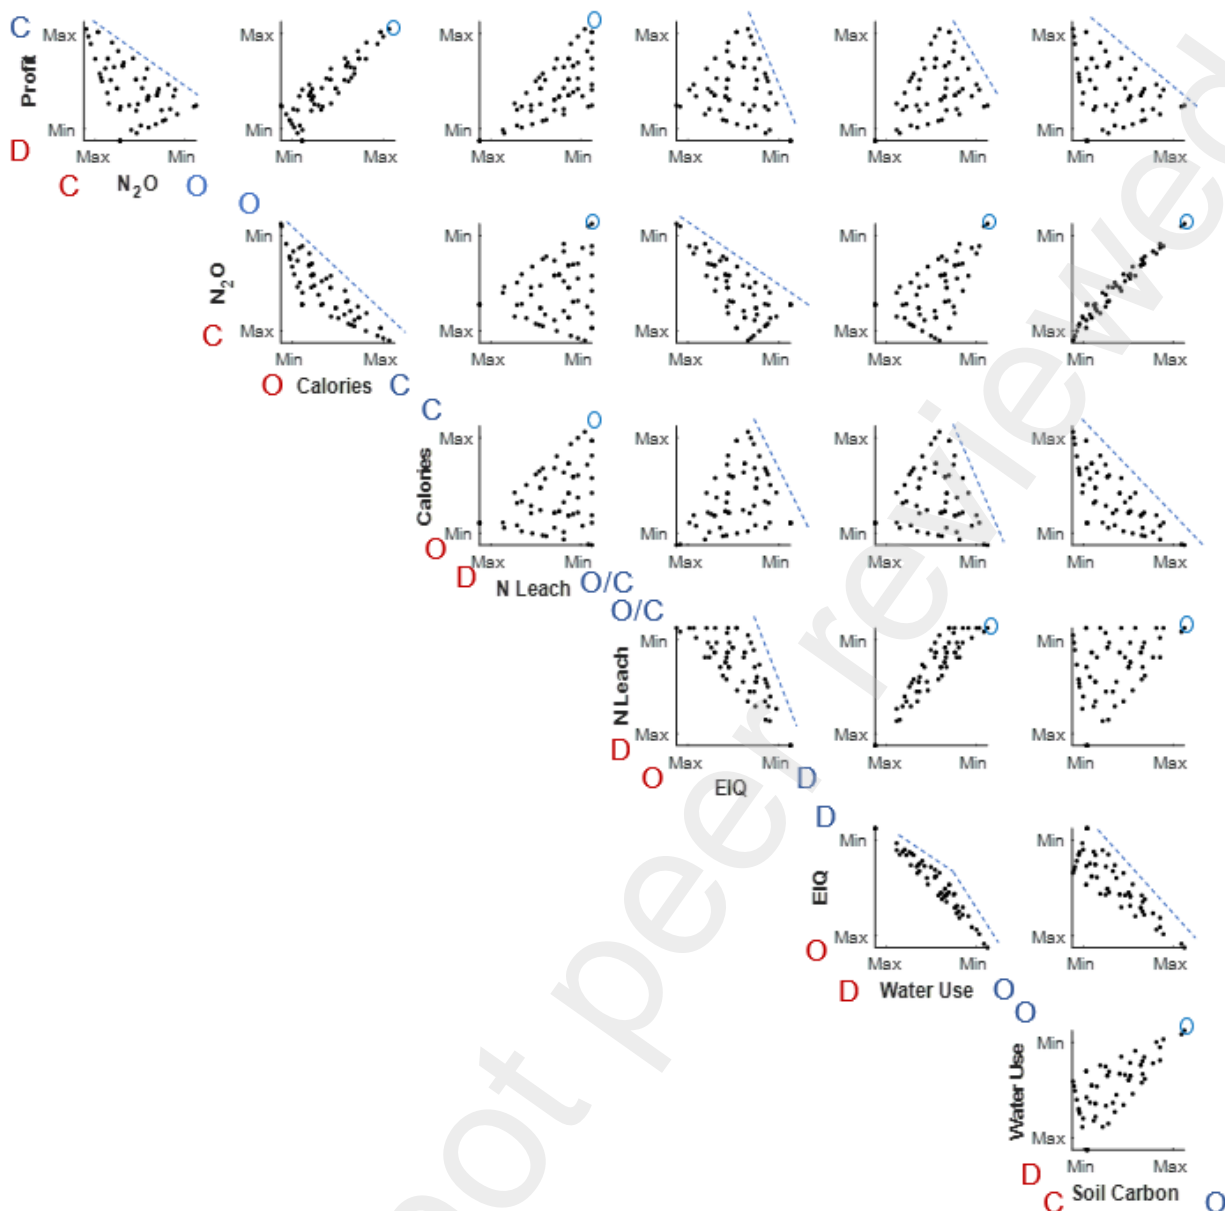 C
Max Max Max Max Max Max
Profit
Min Min Min Min Min Min
D
Max Min Min Max Max Min Max Min Max Min Min Max
C N₂O O
O
Min Min Min Min Min
N₂O
Max Max Max Max Max
C
Min Max Max Min Max Min Max Min Min Max
O Calories C
C
Max Max Max Max
Calories
Min Min Min Min
O
Max Min Max Min Max Min Min Max
D N Leach O/C
O/C
Min Min Min
N Leach
Max Max Max
D
Max Min Max Min Min Max
O EIQ D
D
Min Min
EIQ
Max Max
O
Max Min Min Max
D Water Use O
O
Min
Water Use
Max
D
Min Max
C Soil Carbon O
not peer reviewed